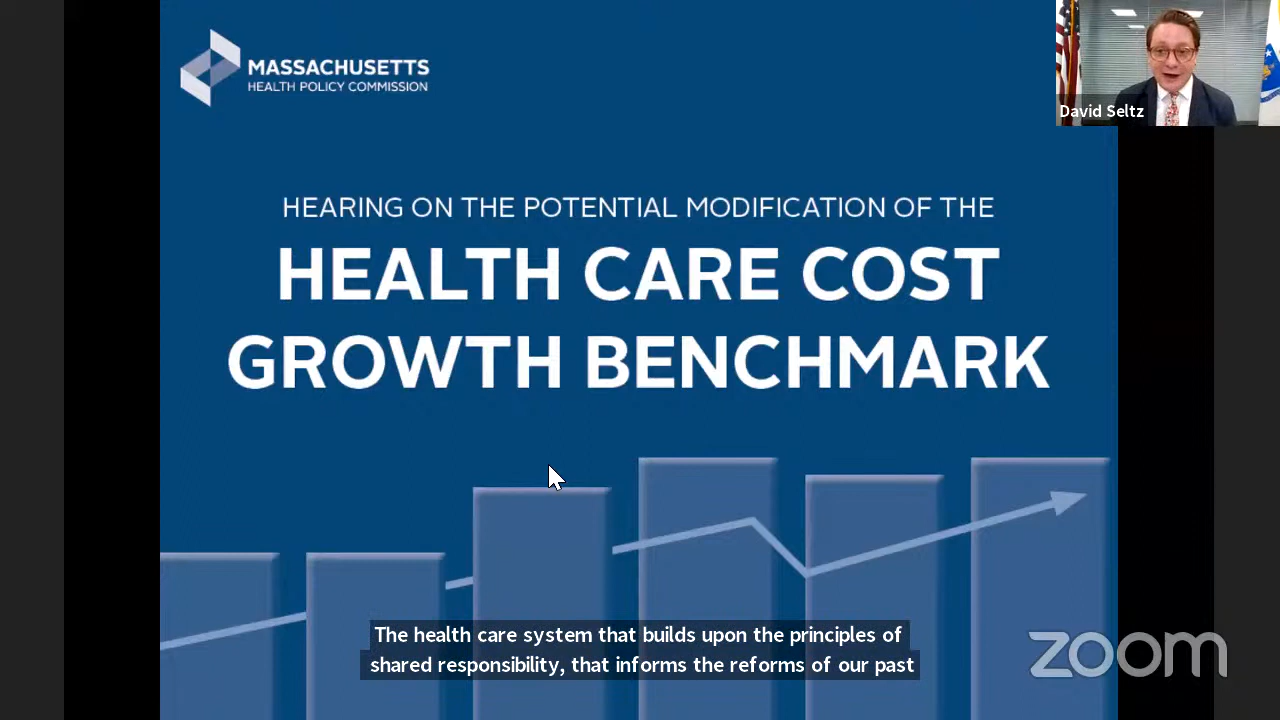 MASSACHUSETTS
HEALTH POLICY COMMISSION
David Seltz
HEARING ON THE POTENTIAL MODIFICATION OF THE
HEALTH CARE COST
GROWTH BENCHMARK
The health care system that builds upon the principles of
shared responsibility, that informs the reforms of our past
zoom